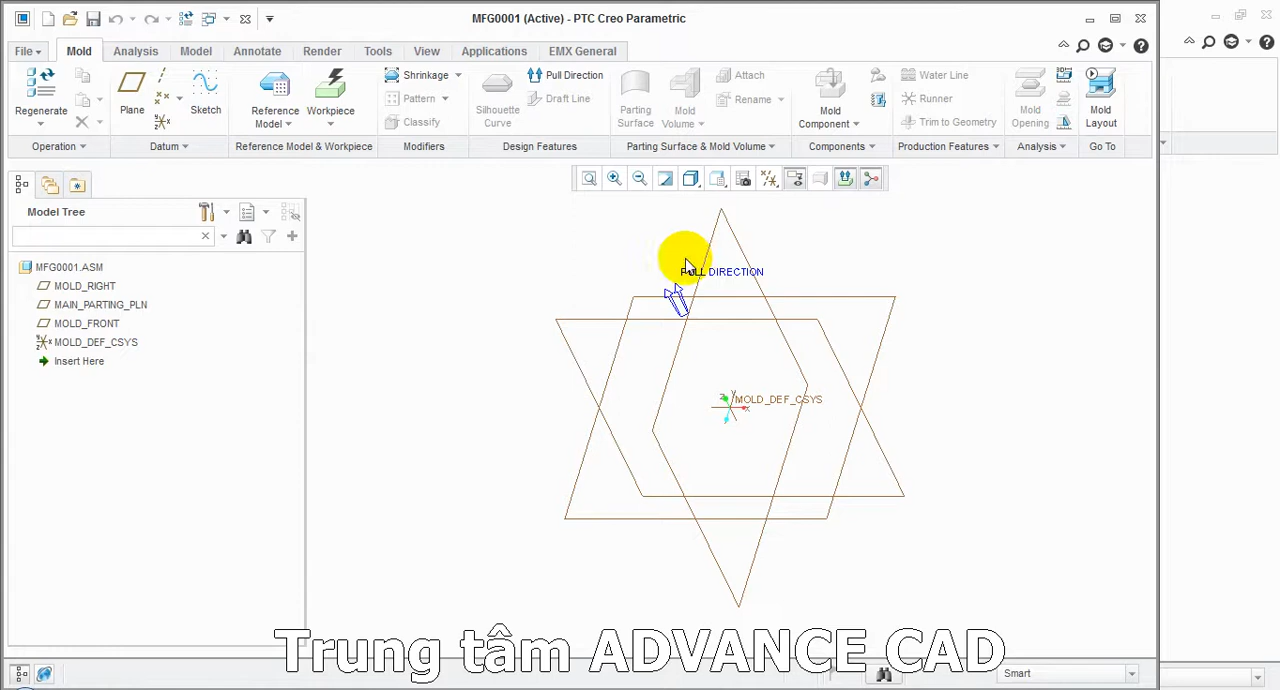 MFG0001 (Active) - PTC Creo Parametric
File Mold Analysis Model Annotate Render Tools View Applications EMX General
Regenerate
Plane
Sketch
Reference Model
Workpiece
Shrinkage
Pattern
Classify
Silhouette Curve
Pull Direction
Draft Line
Parting Surface
Mold Volume
Attach
Rename
Mold Component
Water Line
Runner
Trim to Geometry
Mold Opening
Mold Layout
Operation Datum Reference Model & Workpiece Modifiers Design Features Parting Surface & Mold Volume Components Production Features Analysis Go To
Model Tree
MFG0001.ASM
MOLD_RIGHT
MAIN_PARTING_PLN
MOLD_FRONT
MOLD_DEF_CSYS
Insert Here
PULL DIRECTION
Z Y X
MOLD_DEF_CSYS
Trung tâm ADVANCE CAD
Smart